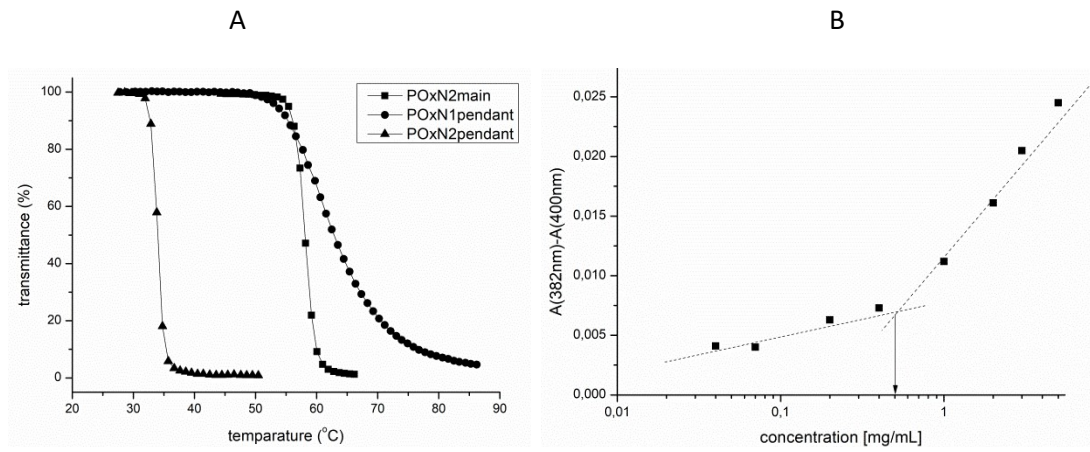 A
B
POxN2main
POxN1pendant
POxN2pendant
transmittance (%)
100
80
60
40
20
0
20 30 40 50 60 70 80 90
temparature (°C)
A(382nm)-A(400nm)
0,025
0,020
0,015
0,010
0,005
0,000
0,01 0,1 1
concentration [mg/mL]